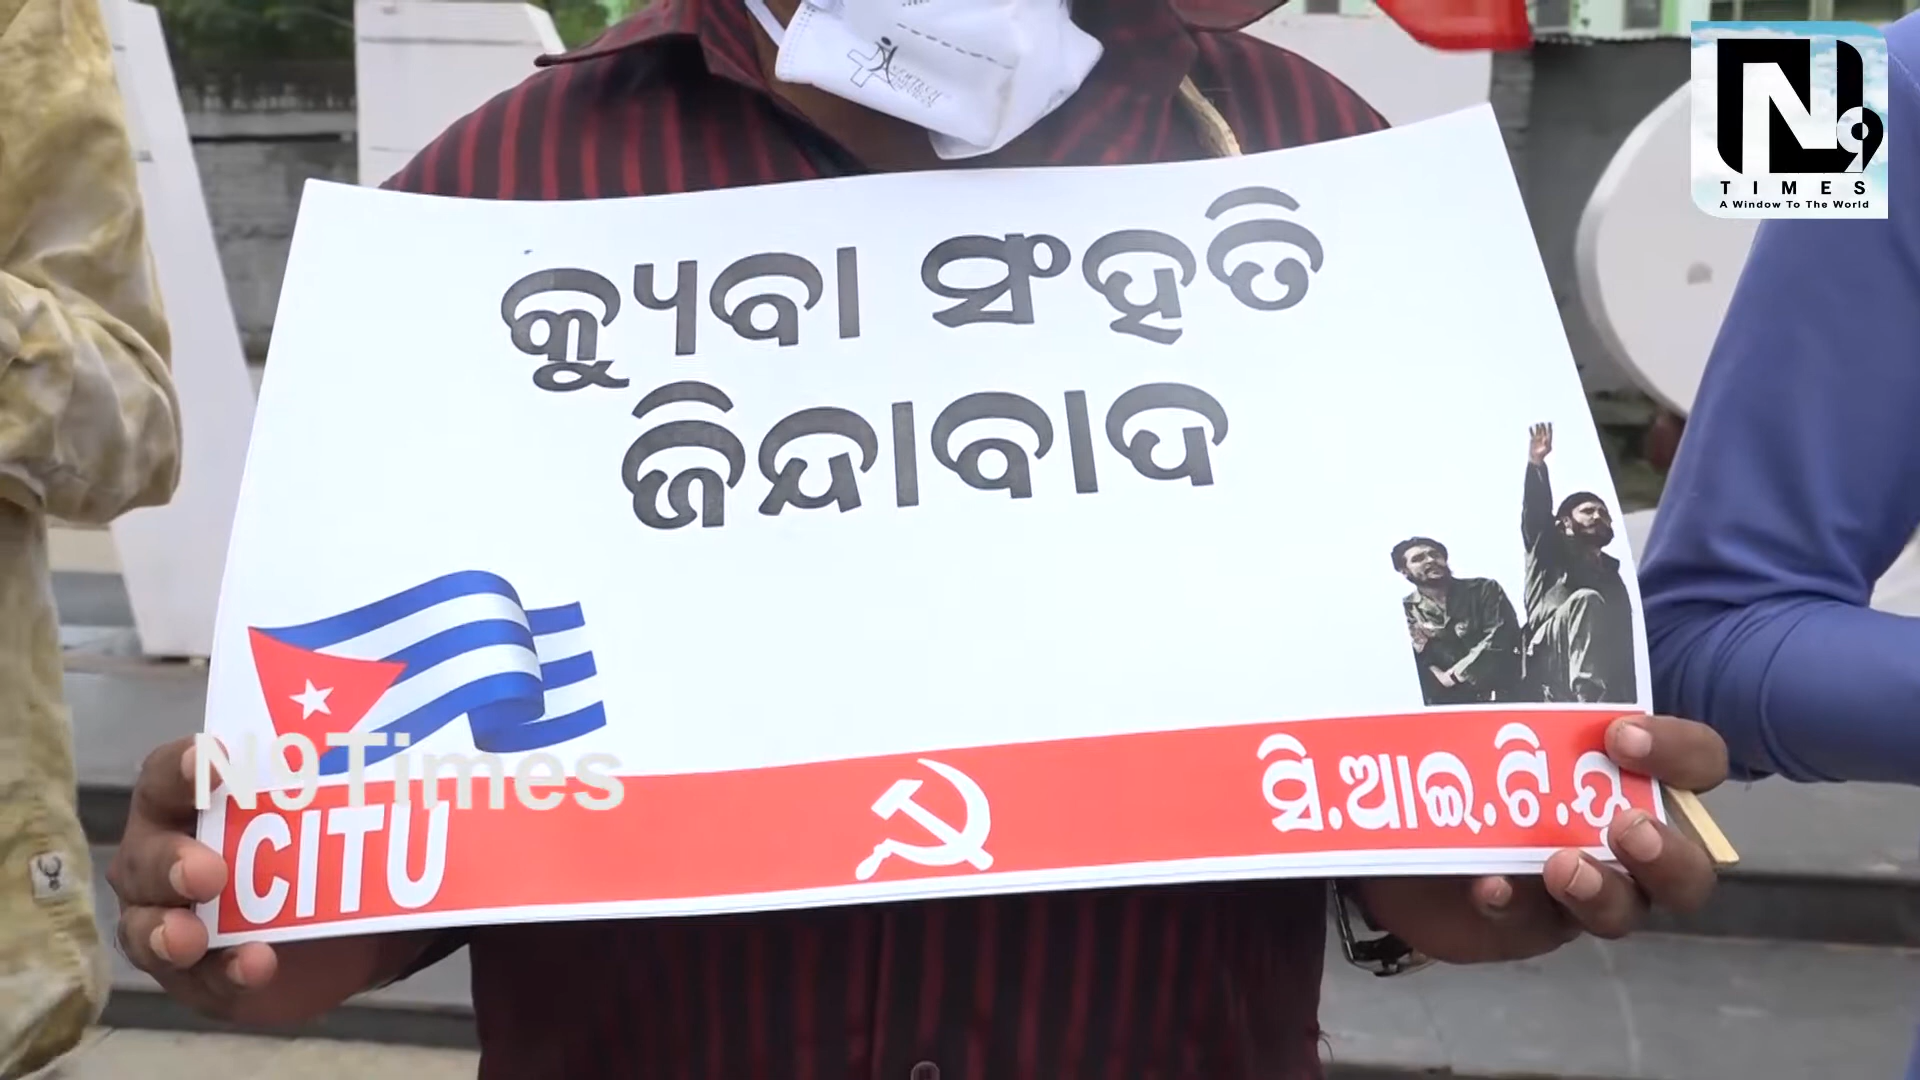 N9
TIMES
A Window To The World
କ୍ୟୁବା ସଂହତି
ଜିନ୍ଦାବାଦ
N9Times
CITU
ସି.ଆଇ.ଟି.ୟୁ